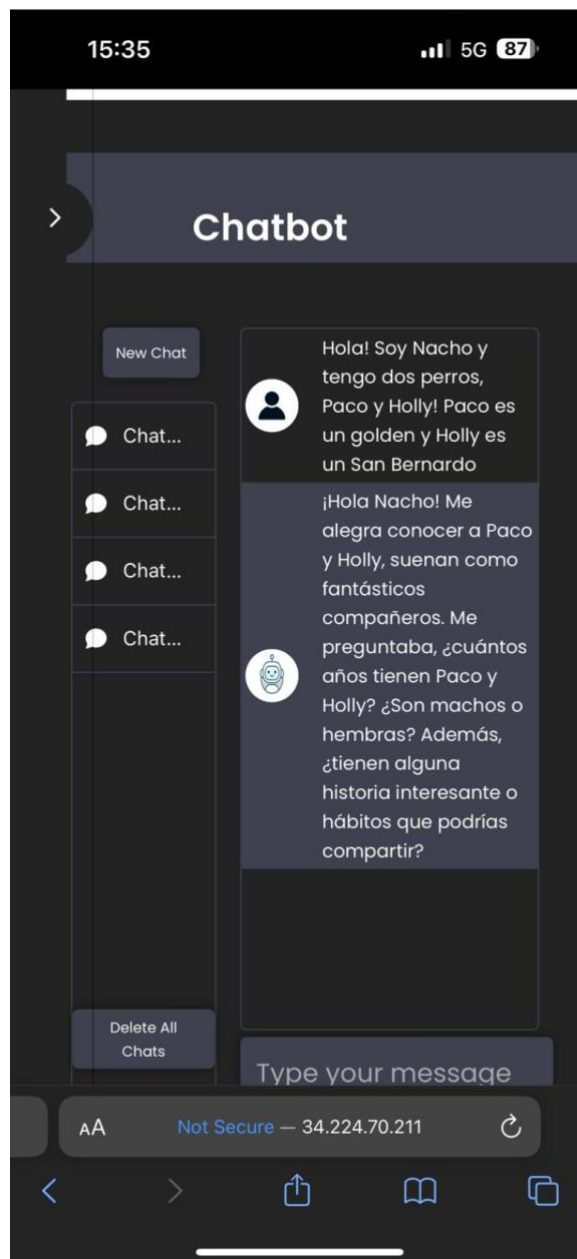 15:35
5G 87
Chatbot
New Chat
Chat...
Chat...
Chat...
Chat...
Delete All
Chats
Hola! Soy Nacho y
tengo dos perros,
Paco y Holly! Paco es
un golden y Holly es
un San Bernardo
¡Hola Nacho! Me
alegra conocer a Paco
y Holly, suenan como
fantásticos
compañeros. Me
preguntaba, ¿cuántos
años tienen Paco y
Holly? ¿Son machos o
hembras? Además,
¿tienen alguna
historia interesante o
hábitos que podrías
compartir?
Type your message
AA Not Secure — 34.224.70.211